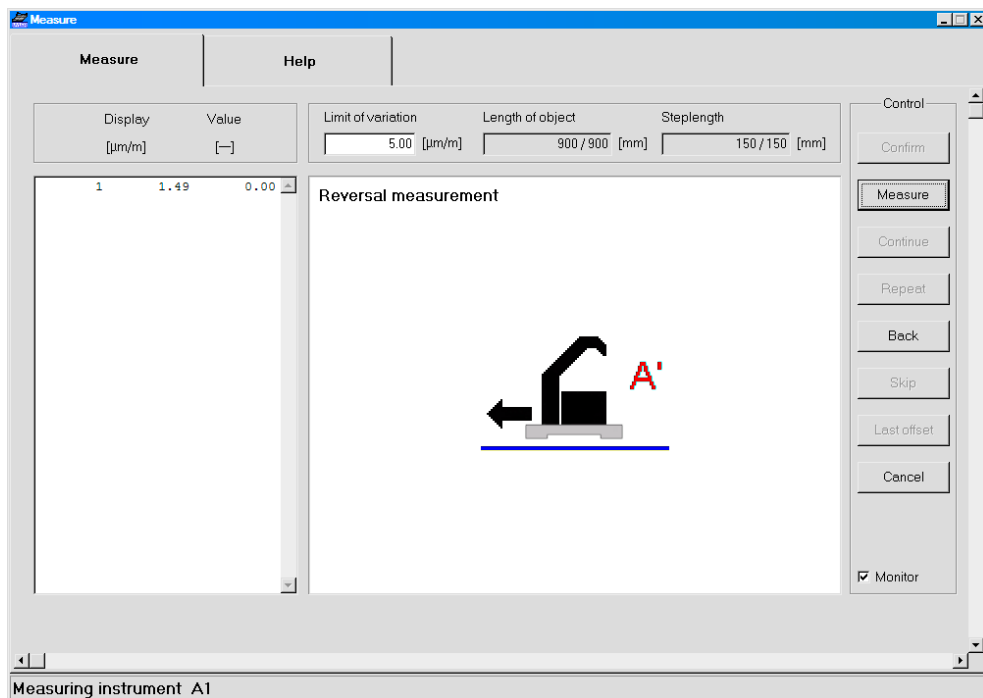 Measure
Measure Help
Display Value
[µm/m] [—]
Limit of variation Length of object Steplength
5.00 [µm/m] 900 / 900 [mm] 150 / 150 [mm]
Control
Confirm
Measure
Continue
Repeat
Back
Skip
Last offset
Cancel
Monitor
1 1.49 0.00
Reversal measurement
A'
Measuring instrument A1